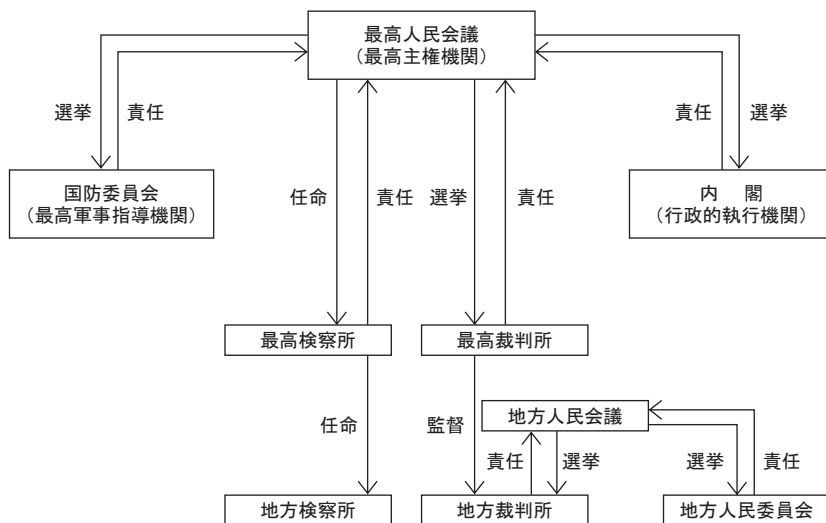 最高人民会議
（最高主権機関）
選挙
責任
責任
選挙
国防委員会
（最高軍事指導機関）
任命
責任
選挙
責任
内　閣
（行政的執行機関）
最高検察所
最高裁判所
任命
監督
地方人民会議
責任
選挙
選挙
責任
地方検察所
地方裁判所
地方人民委員会